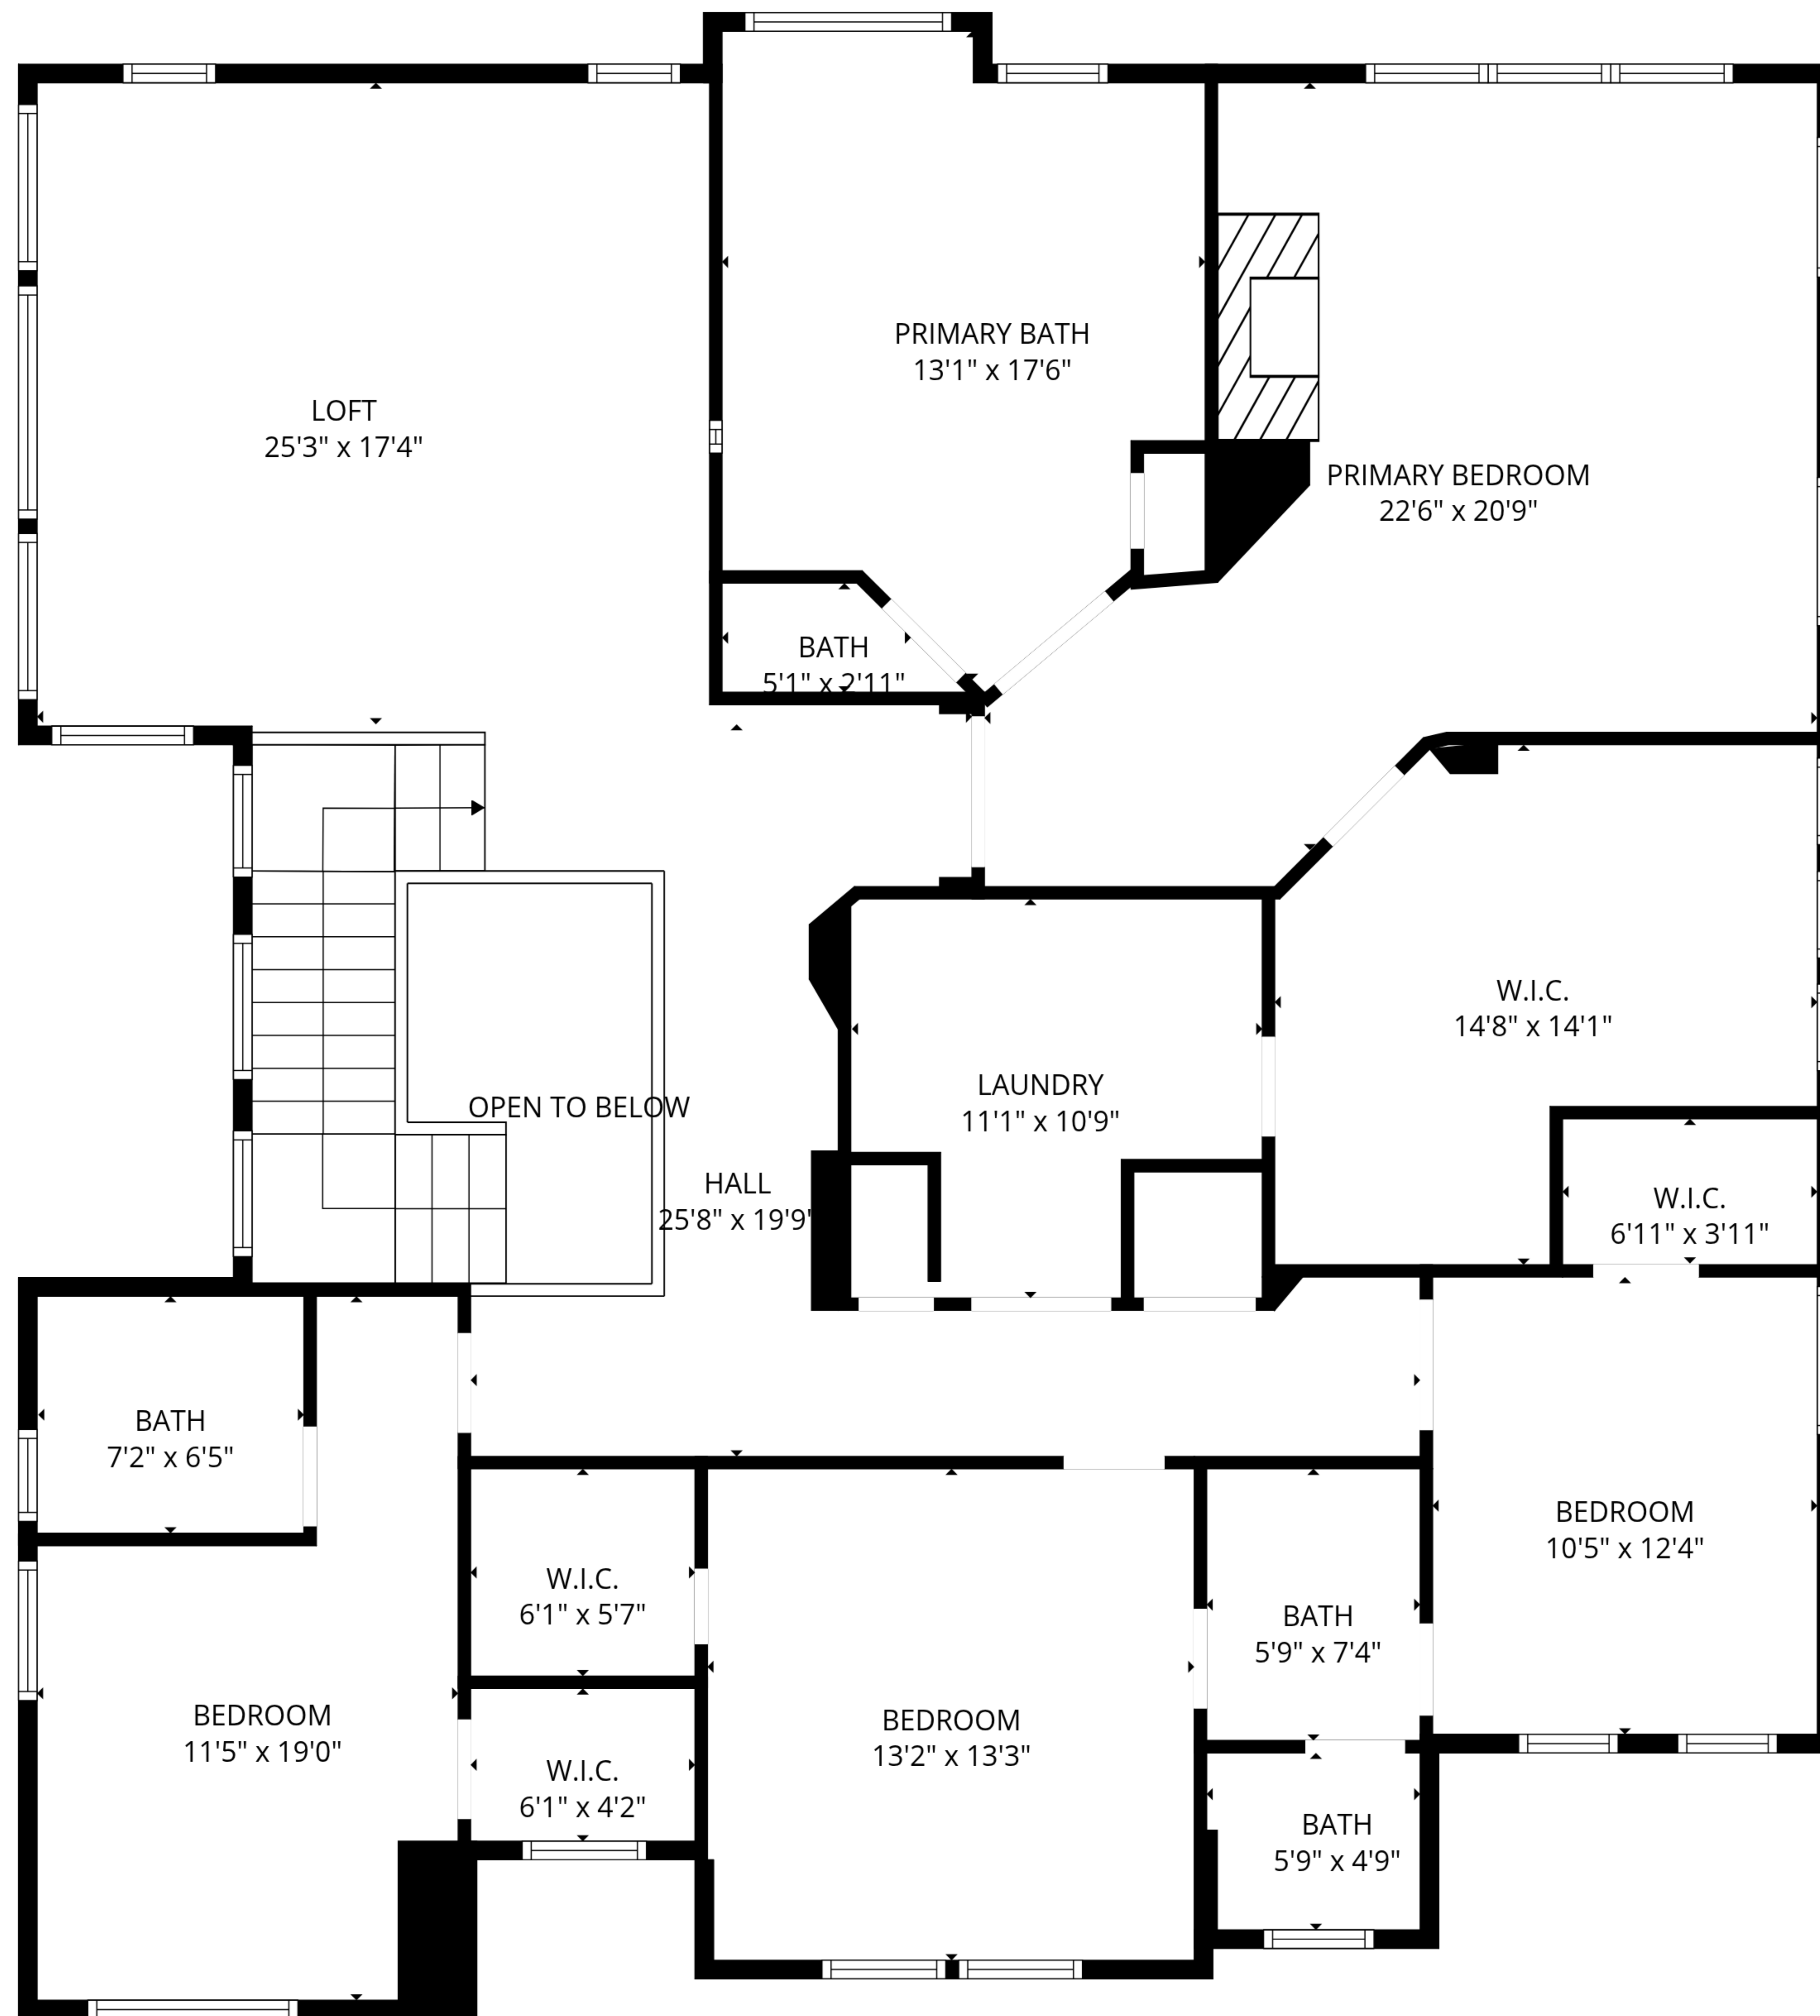 PRIMARY BATH
13'1" x 17'6"
LOFT
25'3" x 17'4"
PRIMARY BEDROOM
22'6" x 20'9"
BATH
5'1" x 2'11"
W.I.C.
14'8" x 14'1"
LAUNDRY
11'1" x 10'9"
OPEN TO BELOW
HALL
25'8" x 19'9"
W.I.C.
6'11" x 3'11"
BATH
7'2" x 6'5"
BEDROOM
10'5" x 12'4"
W.I.C.
6'1" x 5'7"
BATH
5'9" x 7'4"
BEDROOM
11'5" x 19'0"
BEDROOM
13'2" x 13'3"
W.I.C.
6'1" x 4'2"
BATH
5'9" x 4'9"